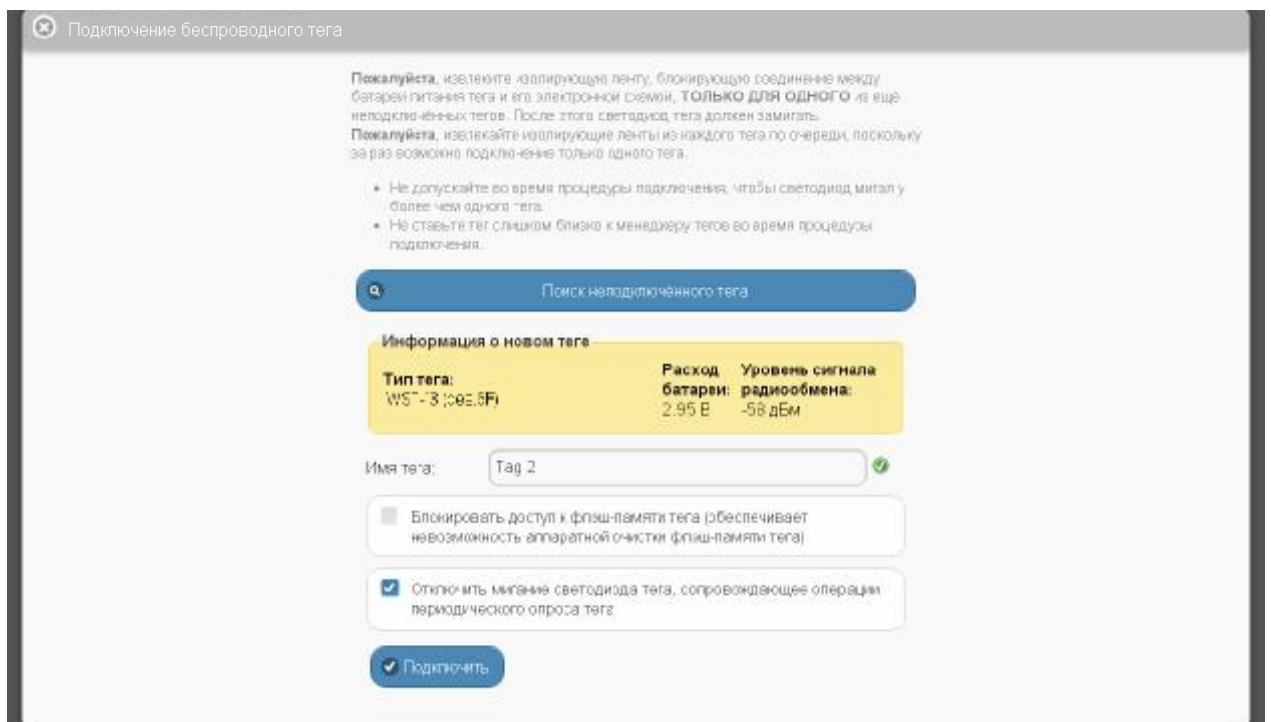 Подключение беспроводного тега
Пожалуйста, извлеките изолирующую ленту, блокирующую соединение между
батареи питания тега и его электронной схемой, ТОЛЬКО ДЛЯ ОДНОГО из еще
неподключённых тегов. После этого светодиод тега должен замигать.
Пожалуйста, извлекайте изолирующие ленты из каждого тега по очереди, поскольку
за раз возможно подключение только одного тега.
• Не допускайте во время процедуры подключения, чтобы светодиод мигал у
более чем одного тега.
• Не ставьте тег слишком близко к менеджеру тегов во время процедуры
подключения.
Поиск неподключённого тега
Информация о новом теге
Тип тега:
Расход батареи:
2.95 В
Уровень сигнала радиообмена:
-58 дБм
Имя тега: Tag 2
Блокировать доступ к флэш-памяти тега (обеспечивает
невозможность аппаратной очистки флэш-памяти тега)
Отключить мигание светодиода тега, сопровождающее операции
периодического опроса тега
Подключить